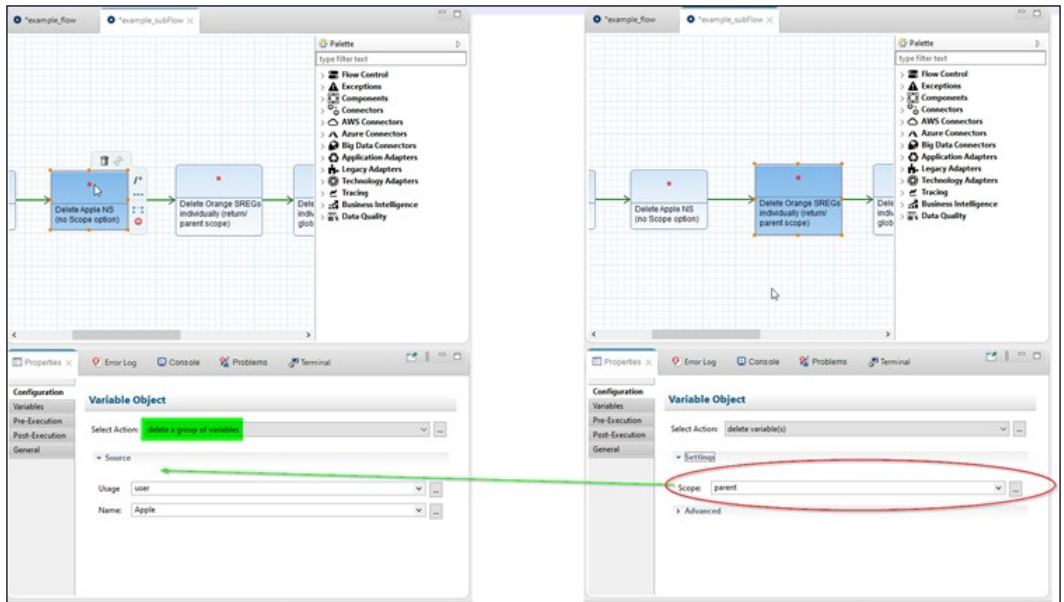 *example_flow
*example_subFlow
Palette
type filter text
Flow Control
Exceptions
Components
Connectors
AWS Connectors
Azure Connectors
Big Data Connectors
Application Adapters
Legacy Adapters
Technology Adapters
Tracing
Business Intelligence
Data Quality
Delete Apple NS
(no Scope option)
Delete Orange SREGs
individually (return/
parent scope)
Dele
indiv
glob
Properties
Error Log
Console
Problems
Terminal
Configuration
Variables
Pre-Execution
Post-Execution
General
Variable Object
Select Action: delete a group of variables
...
Source
Usage user
...
Name: Apple
...
*example_flow
*example_subFlow
Palette
type filter text
Flow Control
Exceptions
Components
Connectors
AWS Connectors
Azure Connectors
Big Data Connectors
Application Adapters
Legacy Adapters
Technology Adapters
Tracing
Business Intelligence
Data Quality
Delete Apple NS
(no Scope option)
Delete Orange SREGs
individually (return/
parent scope)
Dele
indiv
glob
Properties
Error Log
Console
Problems
Terminal
Configuration
Variables
Pre-Execution
Post-Execution
General
Variable Object
Select Action: delete variable(s)
...
Settings
Scope: parent
...
Advanced